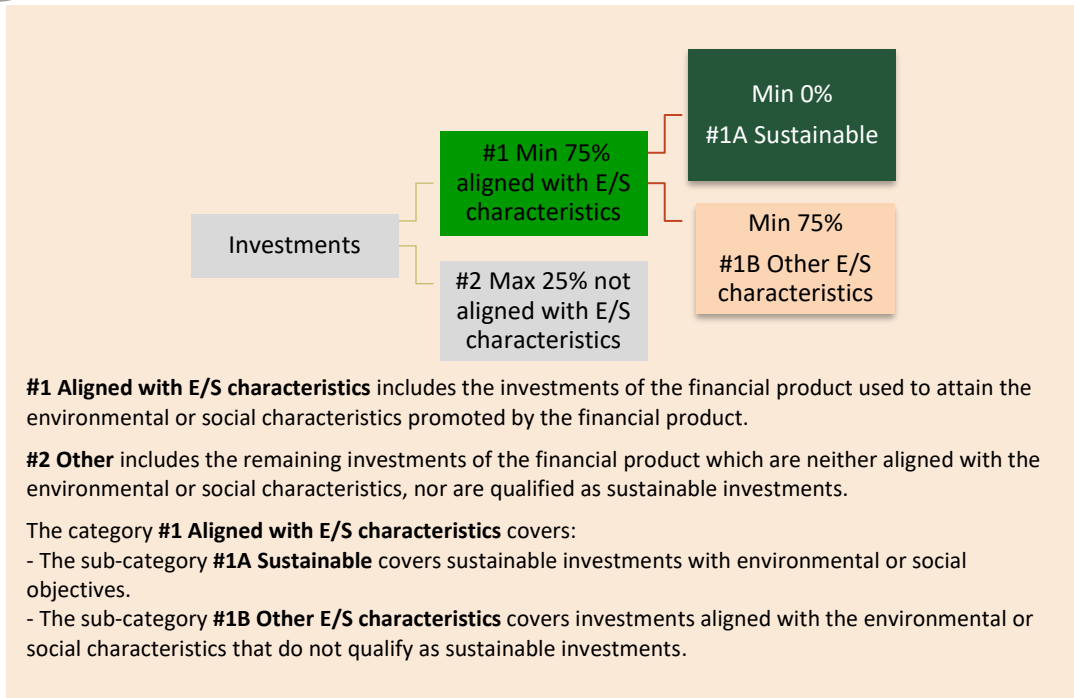 Min 0%
#1A Sustainable
#1 Min 75%
aligned with E/S
characteristics
Min 75%
#1B Other E/S
characteristics
Investments
#2 Max 25% not
aligned with E/S
characteristics
#1 Aligned with E/S characteristics includes the investments of the financial product used to attain the
environmental or social characteristics promoted by the financial product.
#2 Other includes the remaining investments of the financial product which are neither aligned with the
environmental or social characteristics, nor are qualified as sustainable investments.
The category #1 Aligned with E/S characteristics covers:
- The sub-category #1A Sustainable covers sustainable investments with environmental or social
objectives.
- The sub-category #1B Other E/S characteristics covers investments aligned with the environmental or
social characteristics that do not qualify as sustainable investments.